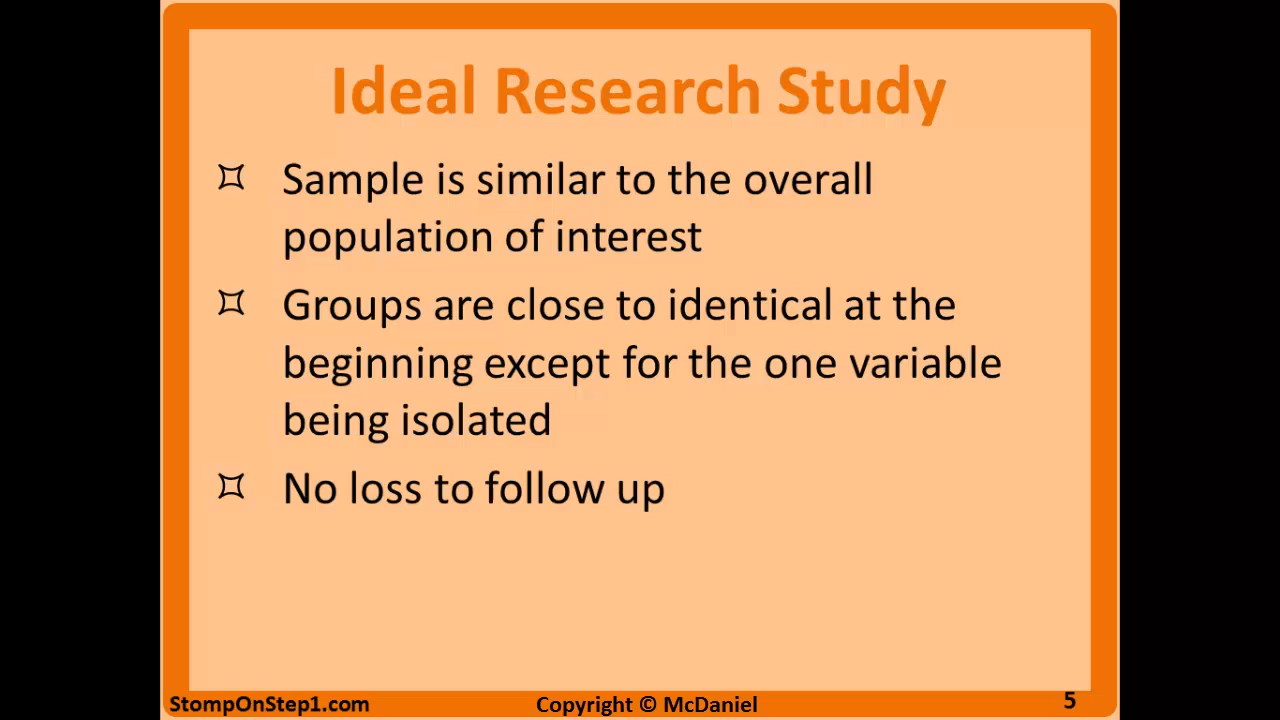 Ideal Research Study
Sample is similar to the overall
population of interest
Groups are close to identical at the
beginning except for the one variable
being isolated
No loss to follow up
StompOnStep1.com
Copyright © McDaniel
5